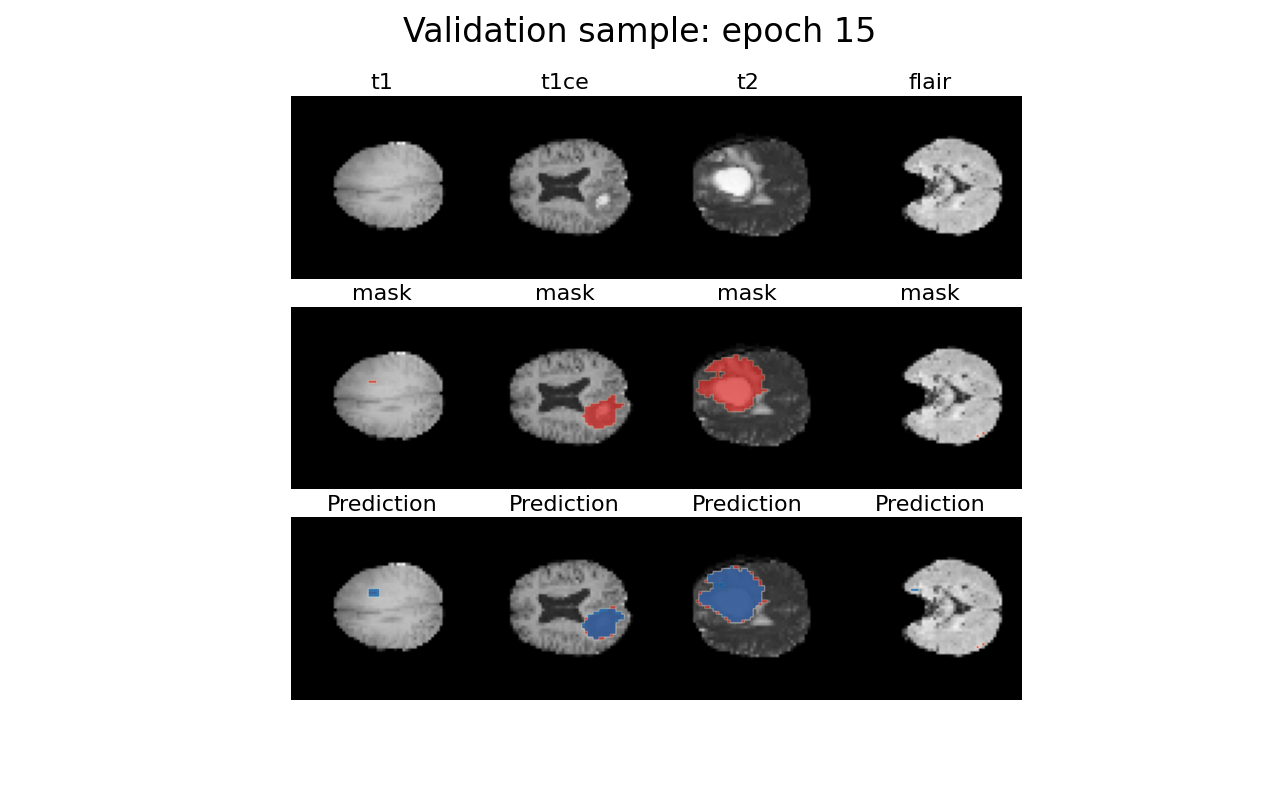 Validation sample: epoch 15
t1 t1ce t2 flair
mask mask mask mask
Prediction Prediction Prediction Prediction